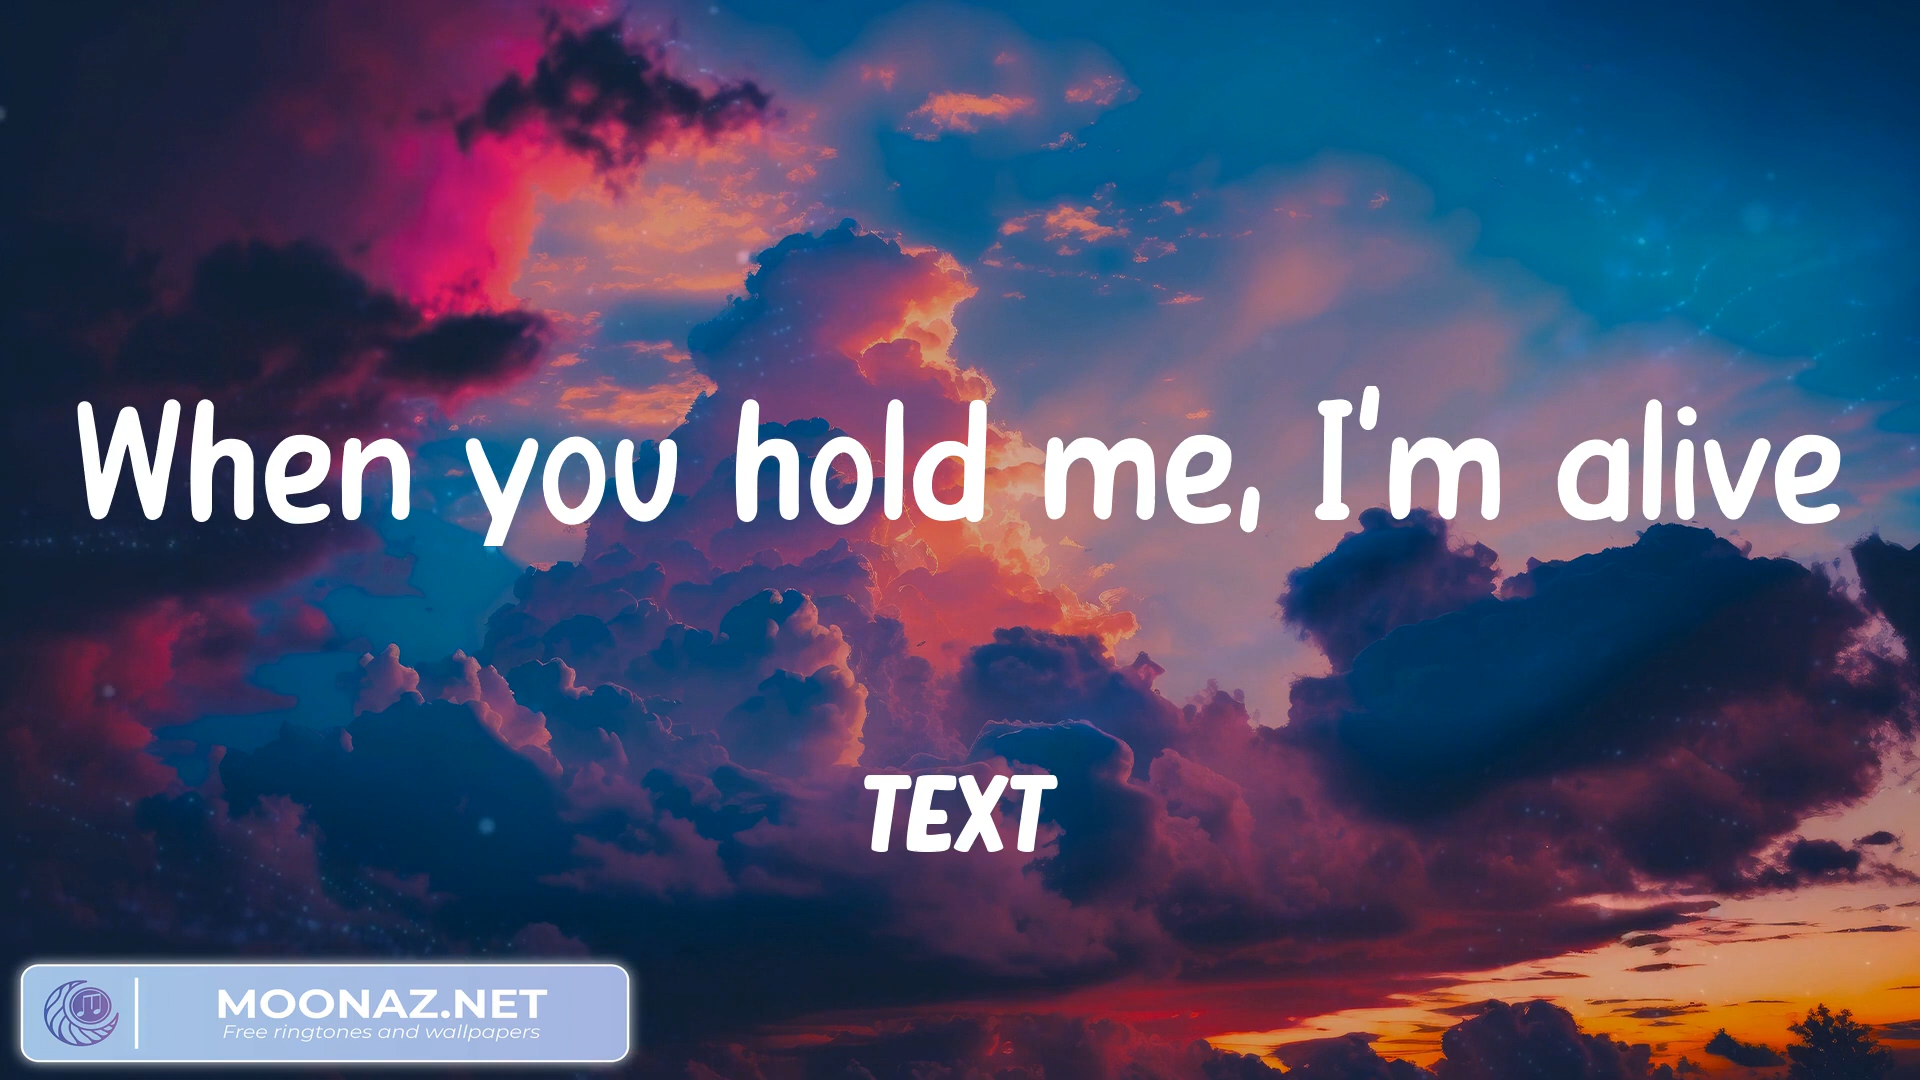 When you hold me, I'm alive
TEXT
MOONAZ.NET
Free ringtones and wallpapers